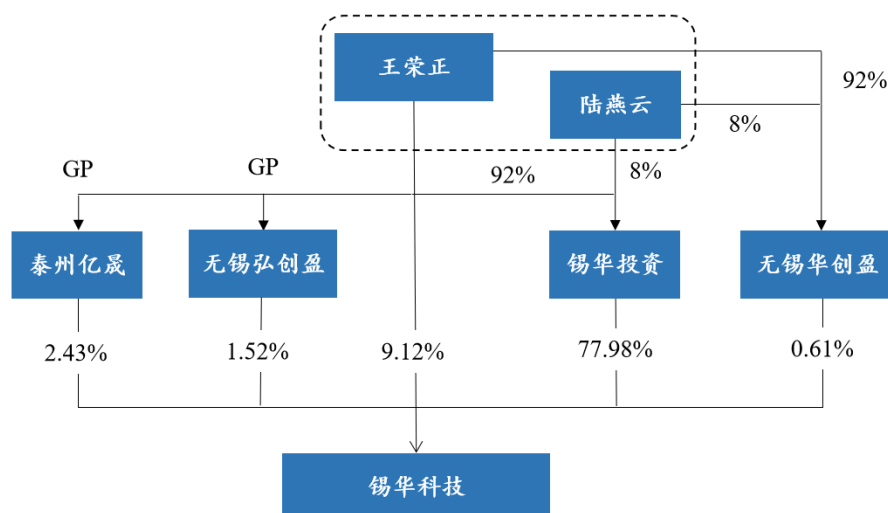 王荣正
92%
陆燕云
8%
GP
GP
92%
8%
泰州亿晟
无锡弘创盈
锡华投资
无锡华创盈
2.43%
1.52%
9.12%
77.98%
0.61%
锡华科技